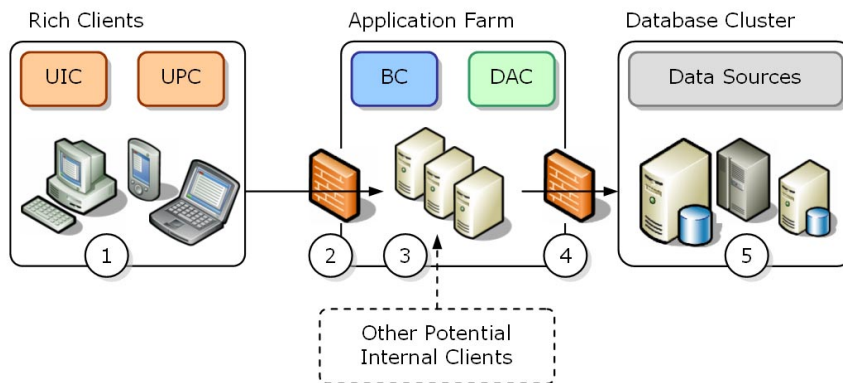 Rich Clients
Application Farm
Database Cluster
UIC
UPC
BC
DAC
Data Sources
1
2
3
4
5
Other Potential
Internal Clients